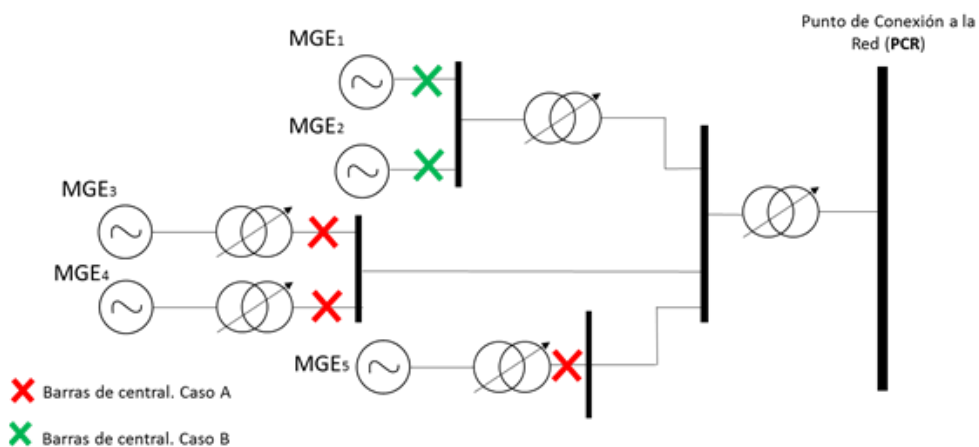 Punto de Conexión a la
Red (PCR)
MGE1
MGE2
MGE3
MGE4
MGE5
Barras de central. Caso A
Barras de central. Caso B